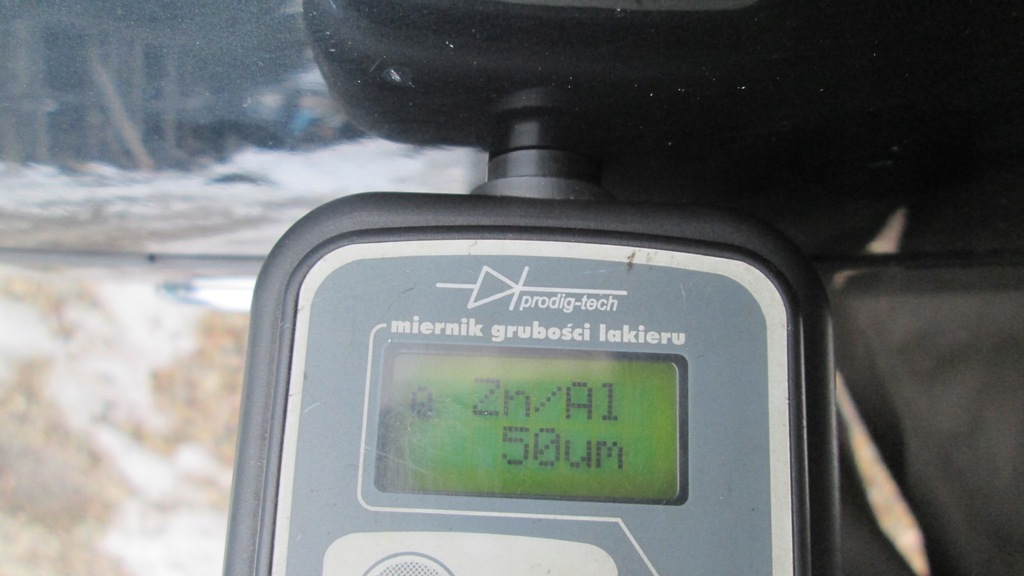 prodig-tech
miernik grubości lakieru
Zn/Al
50um